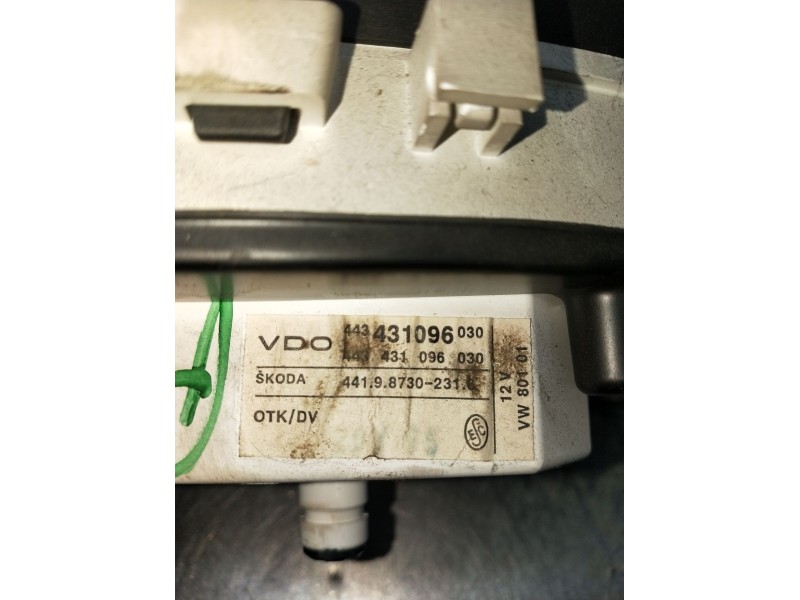 VDO 443 431096 030
443 431 096 030
ŠKODA 441.9.8730-231.
OTK/DV
12 V
VW 801 01